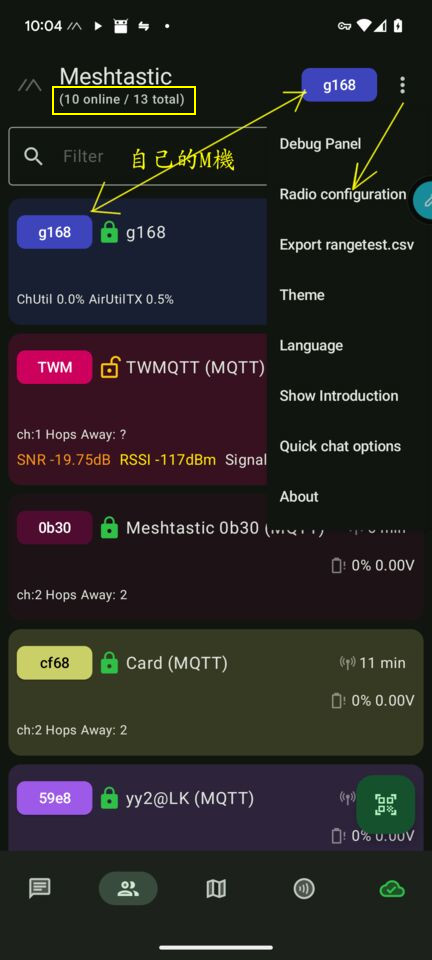 10:04
Meshtastic
(10 online / 13 total)
g168
Filter
自己的M機
Debug Panel
Radio configuration
Export rangetest.csv
Theme
Language
Show Introduction
Quick chat options
About
g168
g168
ChUtil 0.0% AirUtilTX 0.5%
TWM
TWMQTT (MQTT)
ch:1 Hops Away: ?
SNR -19.75dB RSSI -117dBm Signal
0b30
Meshtastic 0b30 (MQTT)
0% 0.00V
ch:2 Hops Away: 2
cf68
Card (MQTT)
11 min
0% 0.00V
ch:2 Hops Away: 2
59e8
yy2@LK (MQTT)
0% 0.00V